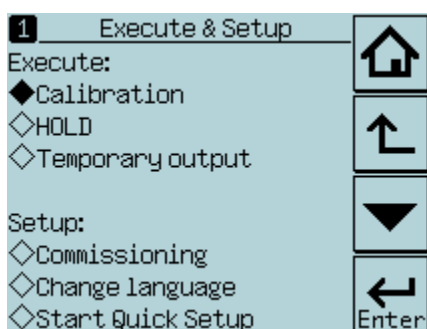 1 Execute & Setup
Execute:
Calibration
HOLD
Temporary output
Setup:
Commissioning
Change language
Start Quick Setup
Enter